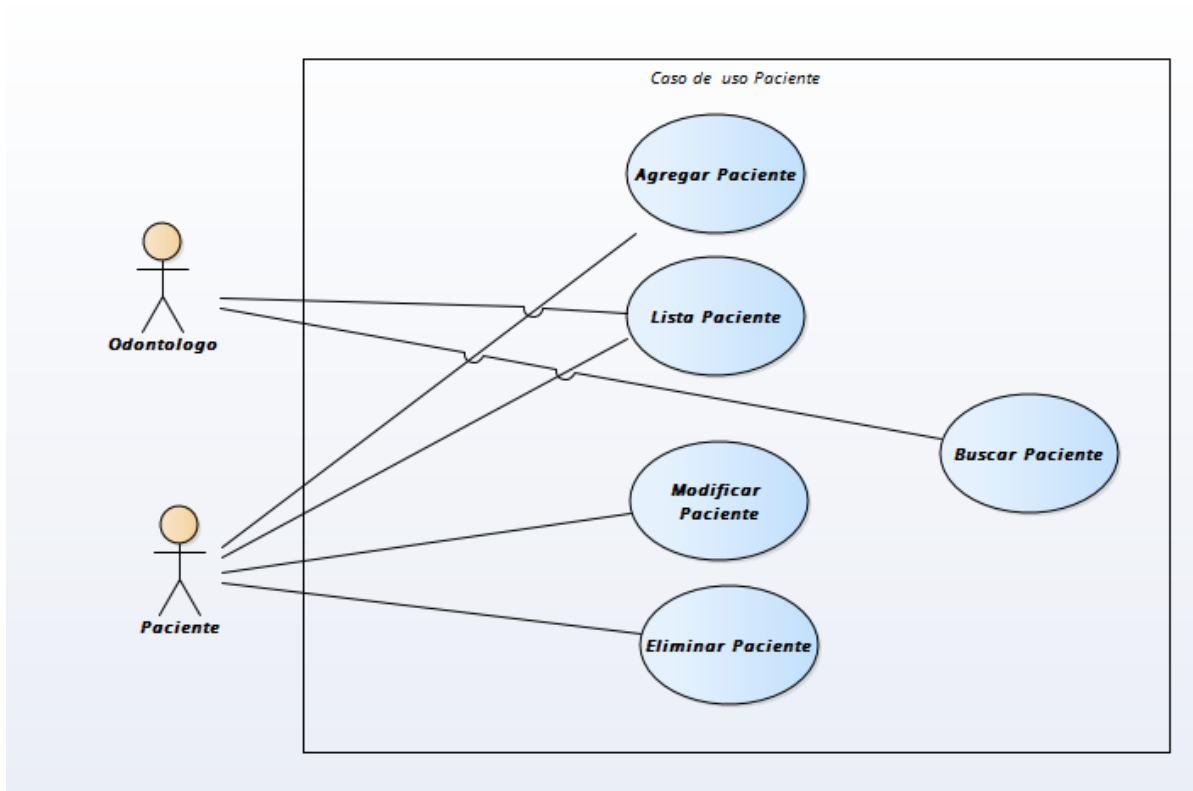 Caso de uso Paciente
Agregar Paciente
Odontologo
Lista Paciente
Buscar Paciente
Modificar
Paciente
Paciente
Eliminar Paciente